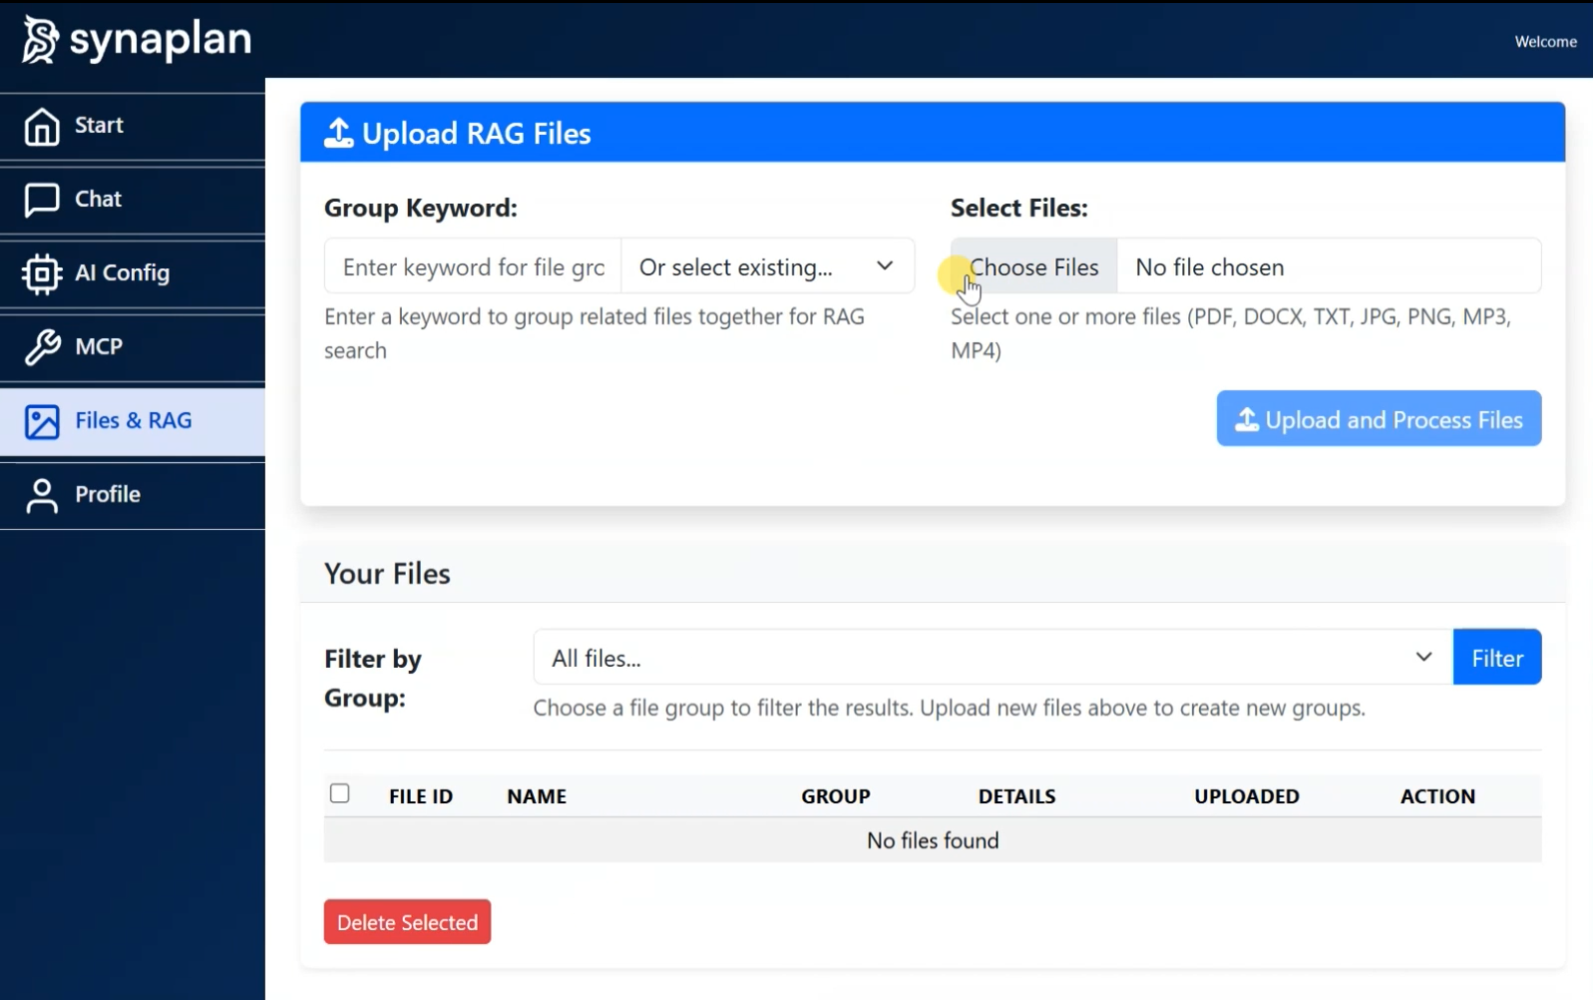 synaplan
Welcome
Start
Chat
AI Config
MCP
Files & RAG
Profile
Upload RAG Files
Group Keyword:
Enter keyword for file grc
Or select existing...
Enter a keyword to group related files together for RAG
search
Select Files:
Choose Files
No file chosen
Select one or more files (PDF, DOCX, TXT, JPG, PNG, MP3,
MP4)
Upload and Process Files
Your Files
Filter by
Group:
All files...
Filter
Choose a file group to filter the results. Upload new files above to create new groups.
FILE ID NAME GROUP DETAILS UPLOADED ACTION
No files found
Delete Selected